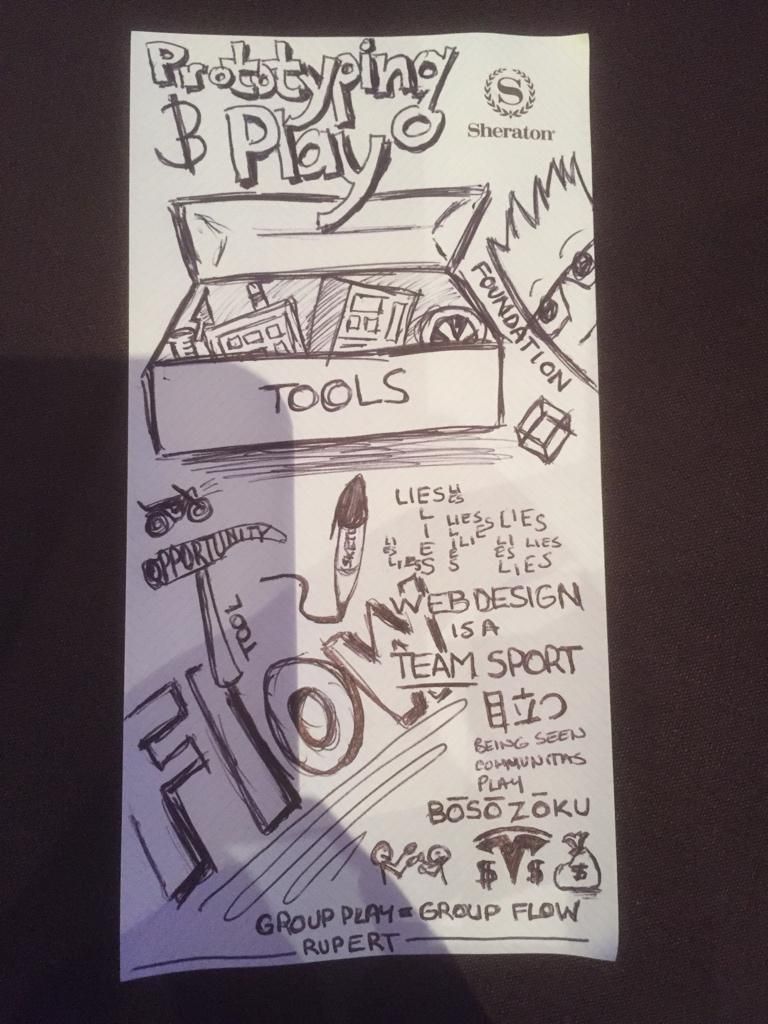 Prototyping
& Play
S
Sheraton
FOUNDATION
TOOLS
OPPORTUNITY
TOOL
SKETCH
LIES LIES
LIES LIES LIES
LIES LIES LIES
LIES LIES LIES
WEB DESIGN
IS A
TEAM SPORT
FLOW
目立つ
BEING SEEN
COMMUNITAS
PLAY
BŌSŌZŌKU
$ T $ $
GROUP PLAY = GROUP FLOW
RUPERT